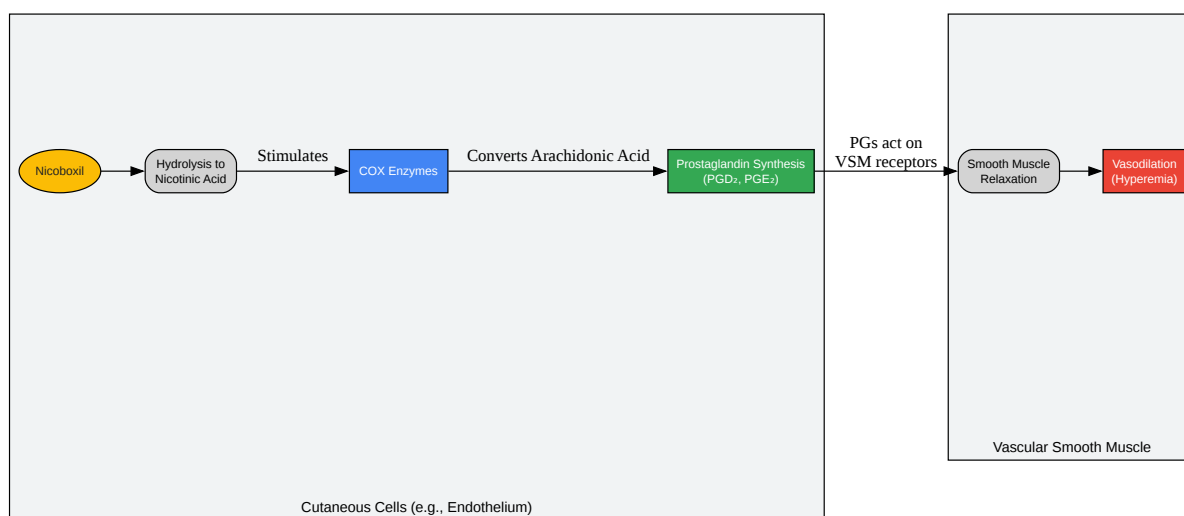 Nicoboxil
Hydrolysis to
Nicotinic Acid
Stimulates
COX Enzymes
Converts Arachidonic Acid
Prostaglandin Synthesis
(PGD₂, PGE₂)
PGs act on
VSM receptors
Smooth Muscle
Relaxation
Vasodilation
(Hyperemia)
Vascular Smooth Muscle
Cutaneous Cells (e.g., Endothelium)